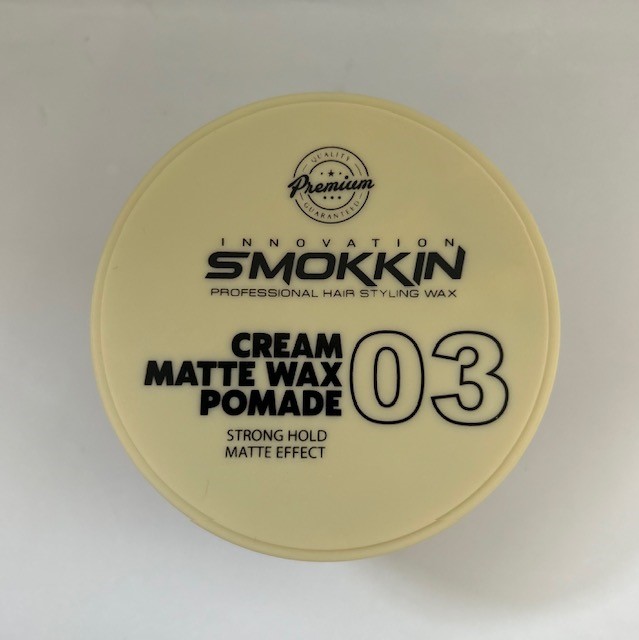 QUALITY
Premium
GUARANTEED
INNOVATION
SMOKKIN
PROFESSIONAL HAIR STYLING WAX
CREAM
MATTE WAX
POMADE
03
STRONG HOLD
MATTE EFFECT